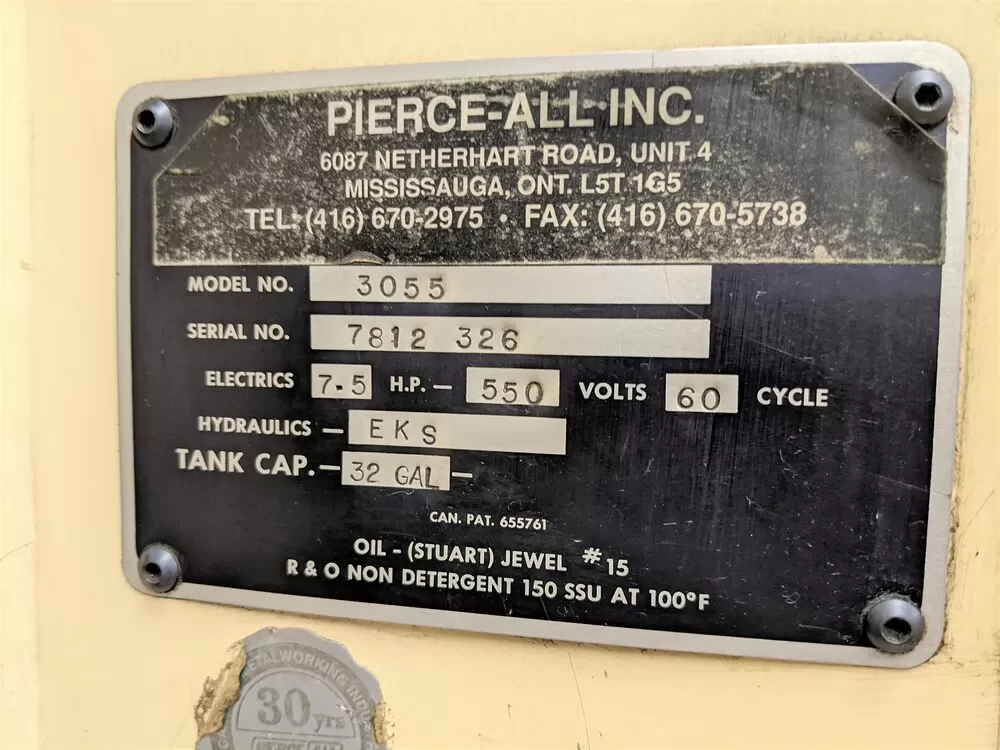 PIERCE-ALL INC.
6087 NETHERHART ROAD, UNIT 4
MISSISSAUGA, ONT. L5T 1G5
TEL: (416) 670-2975 • FAX: (416) 670-5738
MODEL NO. 3055
SERIAL NO. 7812 326
ELECTRICS 7.5 H.P. — 550 VOLTS 60 CYCLE
HYDRAULICS — EKS
TANK CAP. — 32 GAL —
CAN. PAT. 655761
OIL - (STUART) JEWEL #15
R & O NON DETERGENT 150 SSU AT 100°F
30